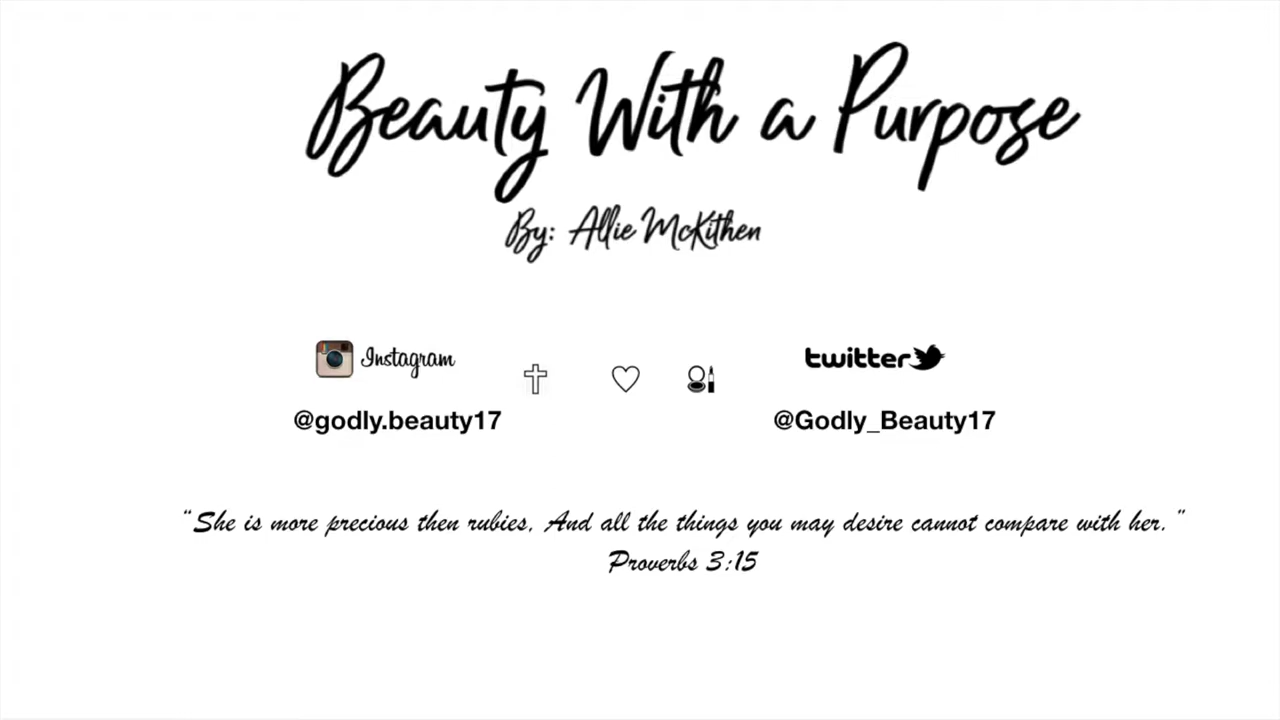 Beauty With a Purpose
By: Allie McKithen
Instagram
twitter
@godly.beauty17
@Godly_Beauty17
"She is more precious then rubies, And all the things you may desire cannot compare with her."
Proverbs 3:15